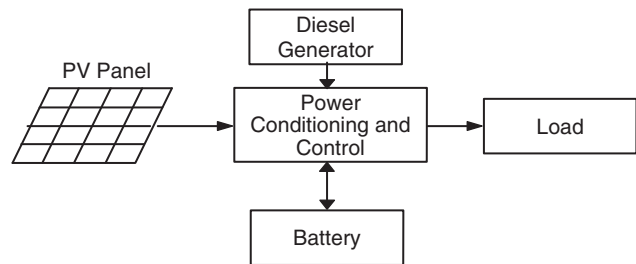 Diesel
Generator
PV Panel
Power
Conditioning and
Control
Load
Battery